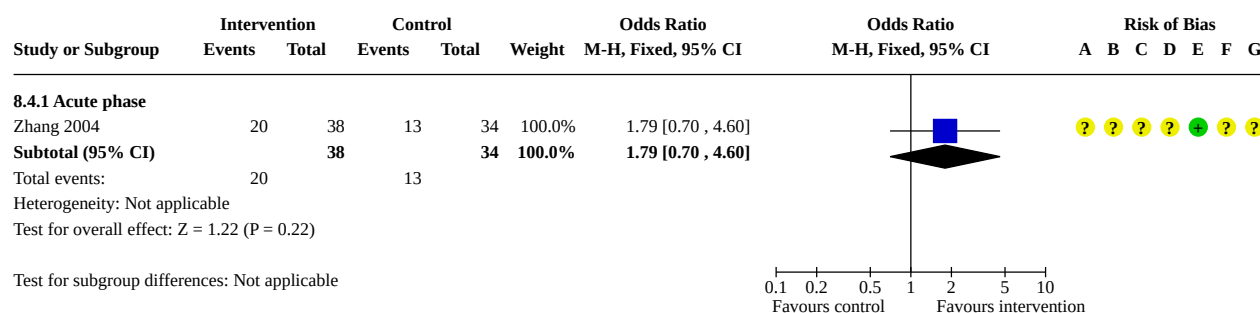 Intervention Control Odds Ratio Odds Ratio Risk of Bias
Study or Subgroup Events Total Events Total Weight M-H, Fixed, 95% CI M-H, Fixed, 95% CI A B C D E F G
8.4.1 Acute phase
Zhang 2004 20 38 13 34 100.0% 1.79 [0.70 , 4.60] ? ? ? ? + ? ?
Subtotal (95% CI) 38 34 100.0% 1.79 [0.70 , 4.60]
Total events: 20 13
Heterogeneity: Not applicable
Test for overall effect: Z = 1.22 (P = 0.22)
Test for subgroup differences: Not applicable
0.1 0.2 0.5 1 2 5 10
Favours control Favours intervention